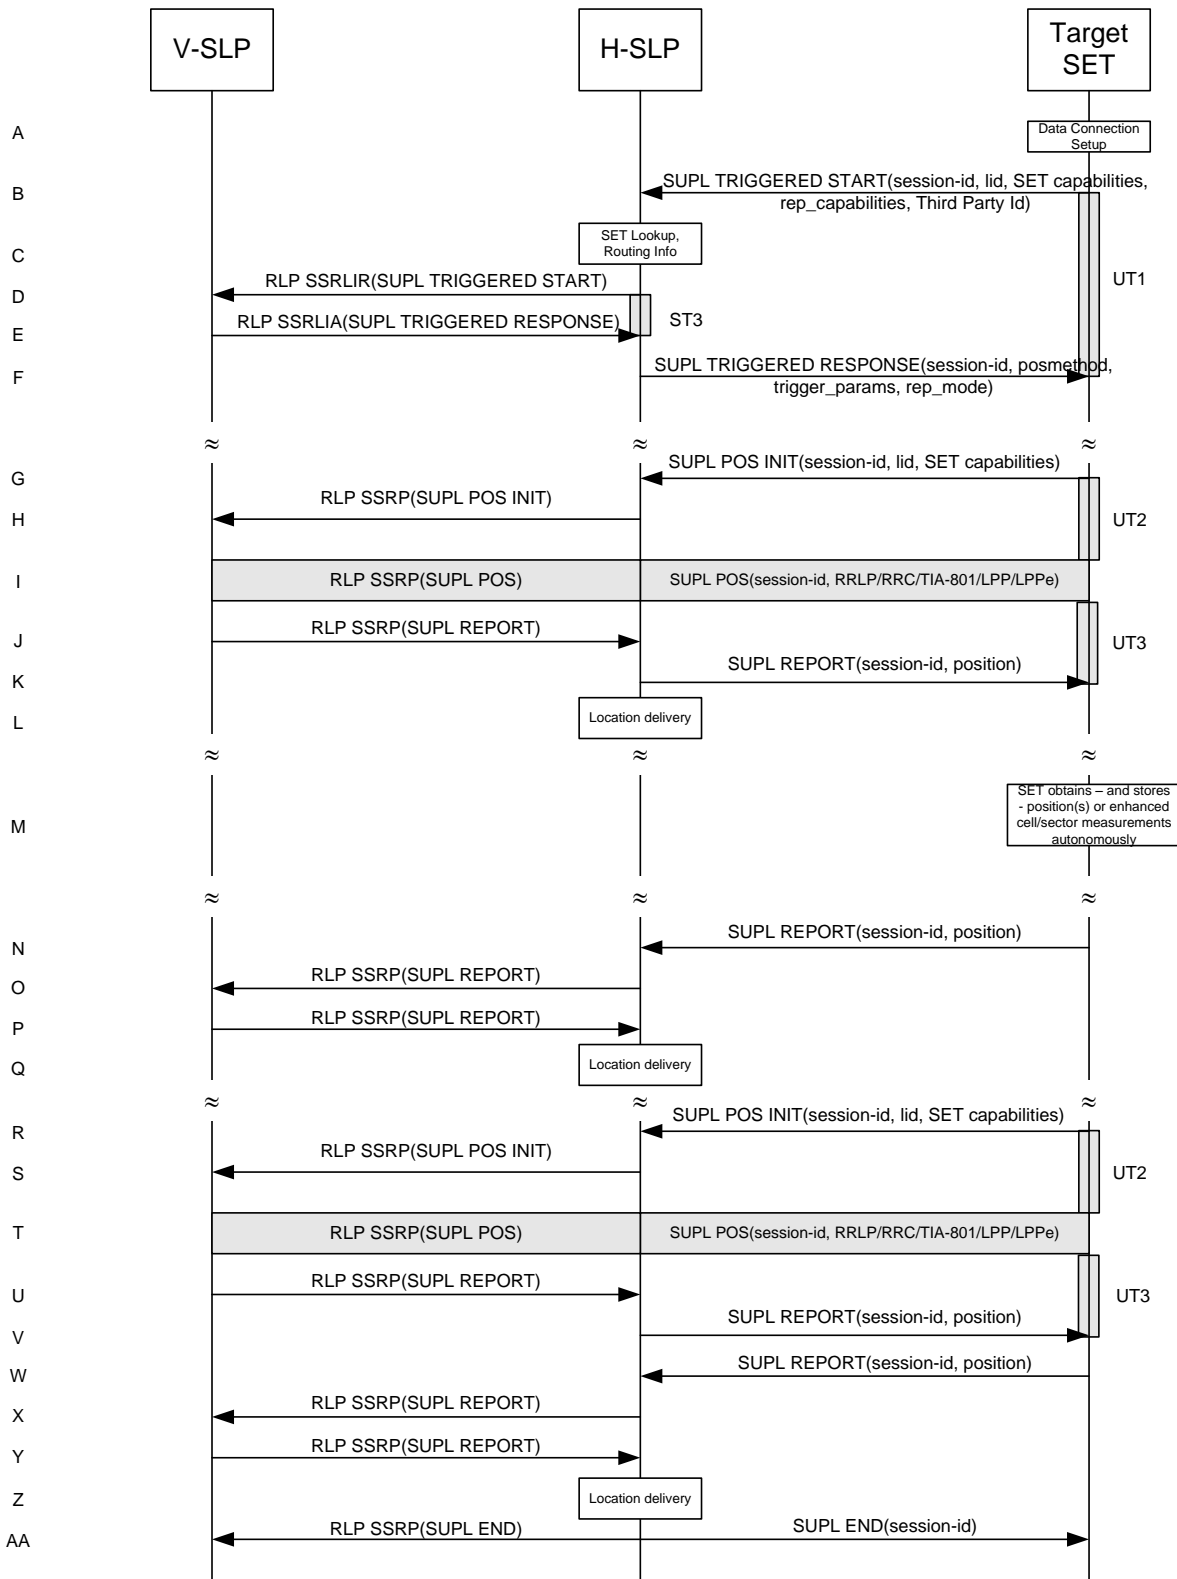 V-SLP
H-SLP
Target
SET
A
Data Connection
Setup
B
SUPL TRIGGERED START(session-id, lid, SET capabilities,
rep_capabilities, Third Party Id)
C
SET Lookup,
Routing Info
UT1
D
RLP SSRLIR(SUPL TRIGGERED START)
E
RLP SSRLIA(SUPL TRIGGERED RESPONSE)
ST3
F
SUPL TRIGGERED RESPONSE(session-id, posmethod,
trigger_params, rep_mode)
≈ ≈ ≈
G
SUPL POS INIT(session-id, lid, SET capabilities)
H
RLP SSRP(SUPL POS INIT)
UT2
I
RLP SSRP(SUPL POS)
SUPL POS(session-id, RRLP/RRC/TIA-801/LPP/LPPe)
J
RLP SSRP(SUPL REPORT)
UT3
K
SUPL REPORT(session-id, position)
L
Location delivery
≈ ≈ ≈
M
SET obtains – and stores
- position(s) or enhanced
cell/sector measurements
autonomously
≈ ≈ ≈
N
SUPL REPORT(session-id, position)
O
RLP SSRP(SUPL REPORT)
P
RLP SSRP(SUPL REPORT)
Q
Location delivery
≈ ≈ ≈
R
SUPL POS INIT(session-id, lid, SET capabilities)
S
RLP SSRP(SUPL POS INIT)
UT2
T
RLP SSRP(SUPL POS)
SUPL POS(session-id, RRLP/RRC/TIA-801/LPP/LPPe)
U
RLP SSRP(SUPL REPORT)
UT3
V
SUPL REPORT(session-id, position)
W
SUPL REPORT(session-id, position)
X
RLP SSRP(SUPL REPORT)
Y
RLP SSRP(SUPL REPORT)
Z
Location delivery
AA
RLP SSRP(SUPL END)
SUPL END(session-id)